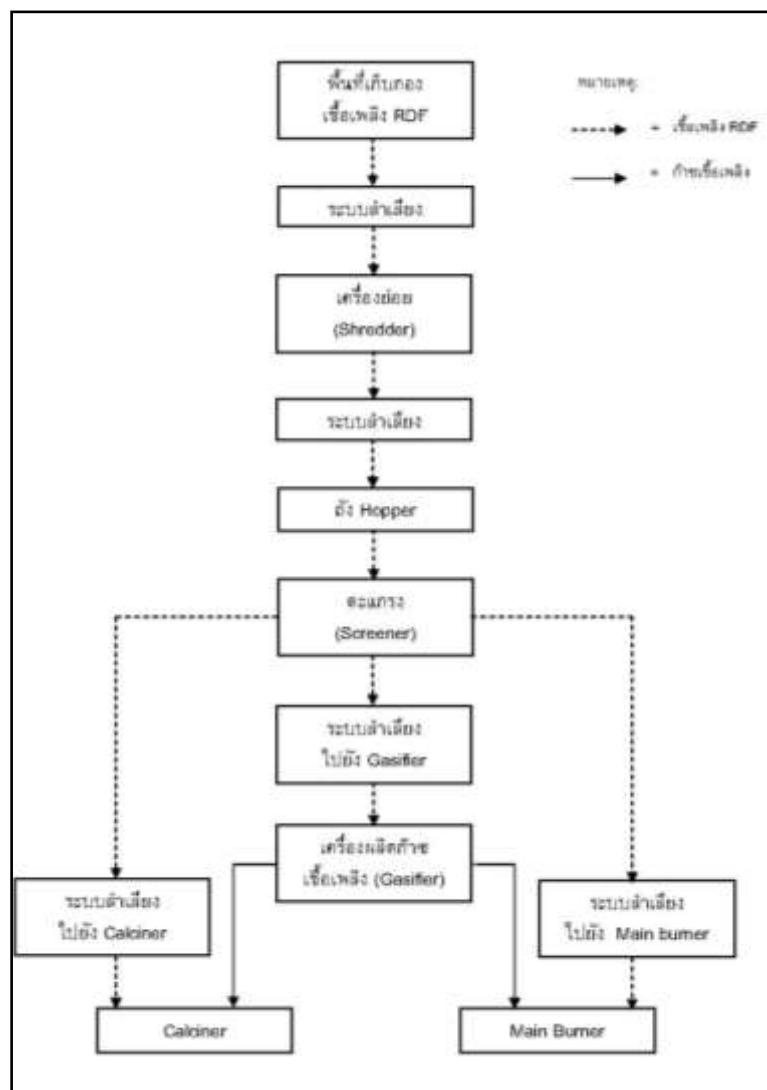 พื้นที่เก็บกอง
เชื้อเพลิง RDF
หมายเหตุ:
= เชื้อเพลิง RDF
= ก๊าซเชื้อเพลิง
ระบบลำเลียง
เครื่องย่อย
(Shredder)
ระบบลำเลียง
ถัง Hopper
ตะแกรง
(Screener)
ระบบลำเลียง
ไปยัง Gasifier
เครื่องผลิตก๊าซ
เชื้อเพลิง (Gasifier)
ระบบลำเลียง
ไปยัง Calciner
ระบบลำเลียง
ไปยัง Main burner
Calciner
Main Burner